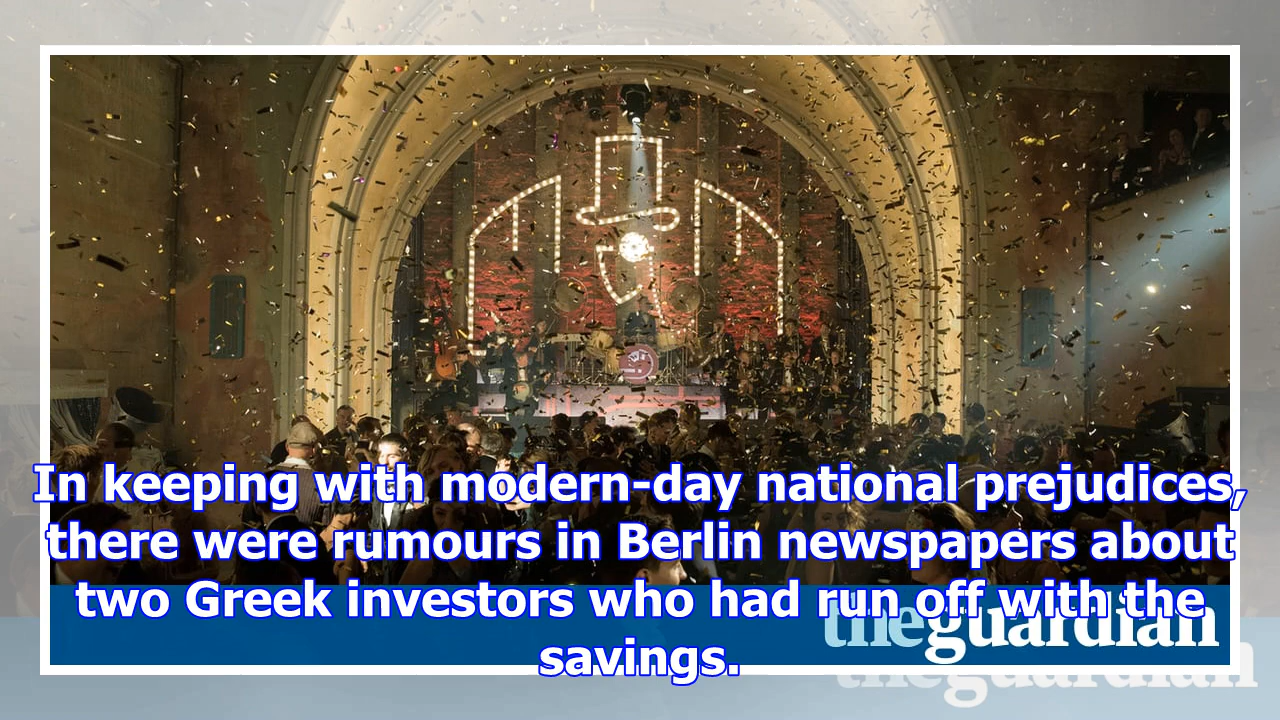 In keeping with modern-day national prejudices,
there were rumours in Berlin newspapers about
two Greek investors who had run off with the
savings.
theguardian
theguardian